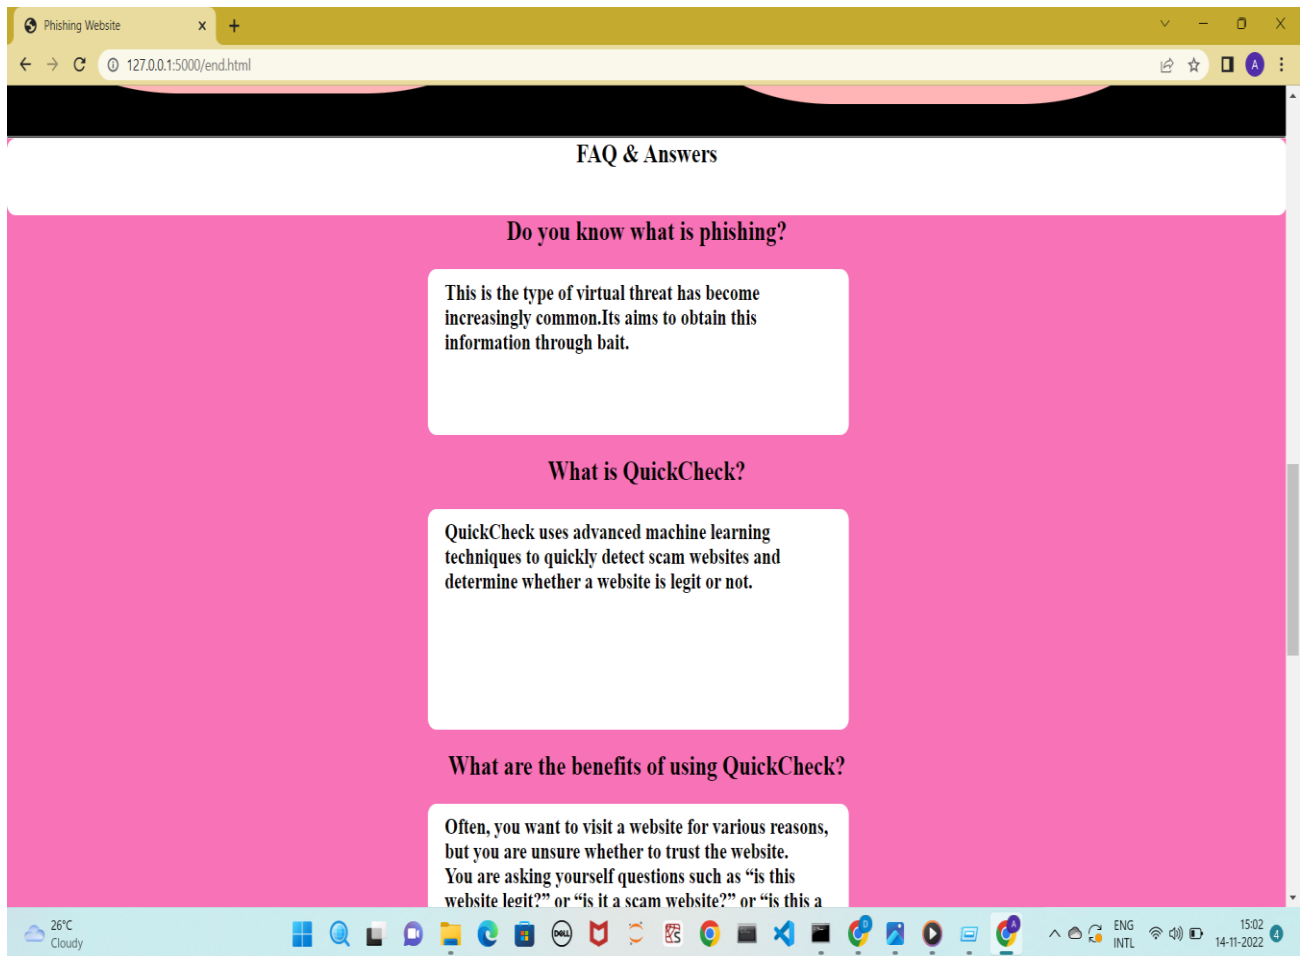 Phishing Website
127.0.0.1:5000/end.html
A
FAQ & Answers
Do you know what is phishing?
This is the type of virtual threat has become
increasingly common.Its aims to obtain this
information through bait.
What is QuickCheck?
QuickCheck uses advanced machine learning
techniques to quickly detect scam websites and
determine whether a website is legit or not.
What are the benefits of using QuickCheck?
Often, you want to visit a website for various reasons,
but you are unsure whether to trust the website.
You are asking yourself questions such as “is this
website legit?” or “is it a scam website?” or “is this a
26°C
Cloudy
DELL
D
A
ENG
INTL
15:02
14-11-2022
4